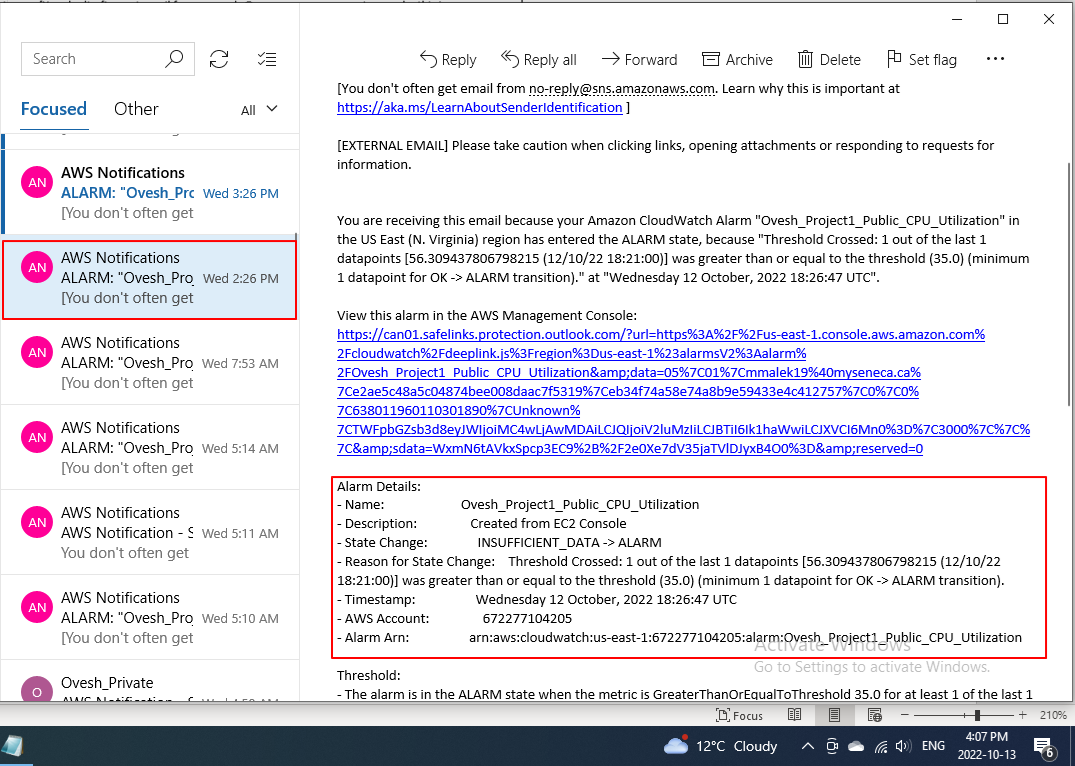 Search
Focused
Other
All
AWS Notifications
ALARM: "Ovesh_Prc Wed 3:26 PM
[You don't often get
AWS Notifications
ALARM: "Ovesh_Pro Wed 2:26 PM
[You don't often get
AWS Notifications
ALARM: "Ovesh_Pro Wed 7:53 AM
[You don't often get
AWS Notifications
ALARM: "Ovesh_Pro Wed 5:14 AM
[You don't often get
AWS Notifications
AWS Notification - S Wed 5:11 AM
You don't often get
AWS Notifications
ALARM: "Ovesh_Pro Wed 5:10 AM
[You don't often get
Ovesh_Private
AN
AN
AN
AN
AN
AN
O
Reply
Reply all
Forward
Archive
Delete
Set flag
[You don't often get email from no-reply@sns.amazonaws.com. Learn why this is important at
https://aka.ms/LearnAboutSenderIdentification ]
[EXTERNAL EMAIL] Please take caution when clicking links, opening attachments or responding to requests for
information.
You are receiving this email because your Amazon CloudWatch Alarm "Ovesh_Project1_Public_CPU_Utilization" in
the US East (N. Virginia) region has entered the ALARM state, because "Threshold Crossed: 1 out of the last 1
datapoints [56.309437806798215 (12/10/22 18:21:00)] was greater than or equal to the threshold (35.0) (minimum
1 datapoint for OK -> ALARM transition)." at "Wednesday 12 October, 2022 18:26:47 UTC".
View this alarm in the AWS Management Console:
https://can01.safelinks.protection.outlook.com/?url=https%3A%2F%2Fus-east-1.console.aws.amazon.com%
2Fcloudwatch%2Fdeeplink.js%3Fregion%3Dus-east-1%23alarmsV2%3Aalarm%
2FOvesh_Project1_Public_CPU_Utilization&amp;data=05%7C01%7Cmmalek19%40myseneca.ca%
7Ce2ae5c48a5c04874bee008daac7f5319%7Ceb34f74a58e74a8b9e59433e4c412757%7C0%7C0%
7C638011960110301890%7CUnknown%
7CTWFpbGZsb3d8eyJWIjoiMC4wLjAwMDAiLCJQIjoiV2luMzIiLCJBTiI6Ik1haWwiLCJXVCI6Mn0%3D%7C3000%7C%7C%
7C&amp;sdata=WxmN6tAVkxSpcp3EC9%2B%2F2e0Xe7dV35jaTVlDJyxB4O0%3D&amp;reserved=0
Alarm Details:
- Name: Ovesh_Project1_Public_CPU_Utilization
- Description: Created from EC2 Console
- State Change: INSUFFICIENT_DATA -> ALARM
- Reason for State Change: Threshold Crossed: 1 out of the last 1 datapoints [56.309437806798215 (12/10/22
18:21:00)] was greater than or equal to the threshold (35.0) (minimum 1 datapoint for OK -> ALARM transition).
- Timestamp: Wednesday 12 October, 2022 18:26:47 UTC
- AWS Account: 672277104205
- Alarm Arn: arn:aws:cloudwatch:us-east-1:672277104205:alarm:Ovesh_Project1_Public_CPU_Utilization
Activate Windows
Go to Settings to activate Windows.
Threshold:
- The alarm is in the ALARM state when the metric is GreaterThanOrEqualToThreshold 35.0 for at least 1 of the last 1
Focus
210%
12°C Cloudy
ENG
4:07 PM
2022-10-13
6